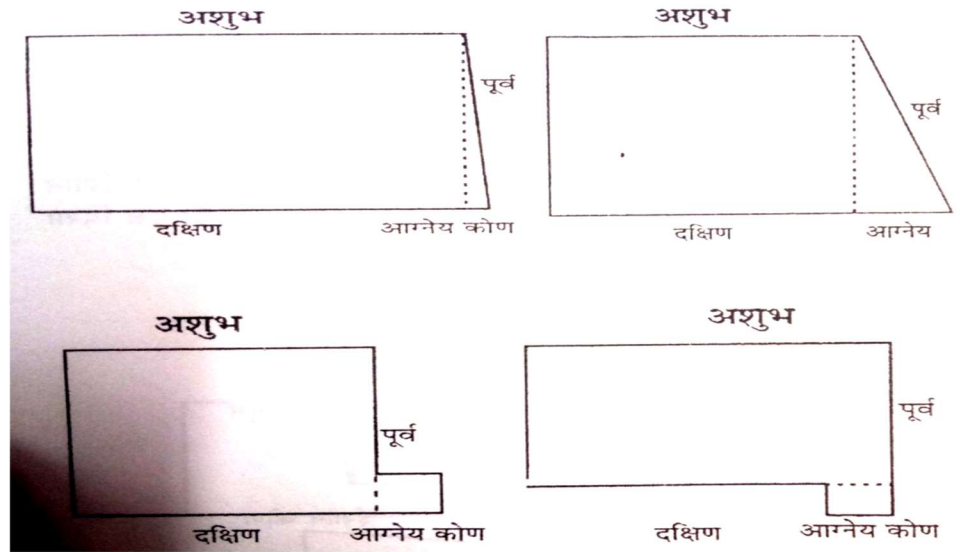 अशुभ
अशुभ
पूर्व
पूर्व
दक्षिण आग्नेय कोण
दक्षिण आग्नेय
अशुभ
अशुभ
पूर्व
पूर्व
दक्षिण आग्नेय कोण
दक्षिण आग्नेय कोण